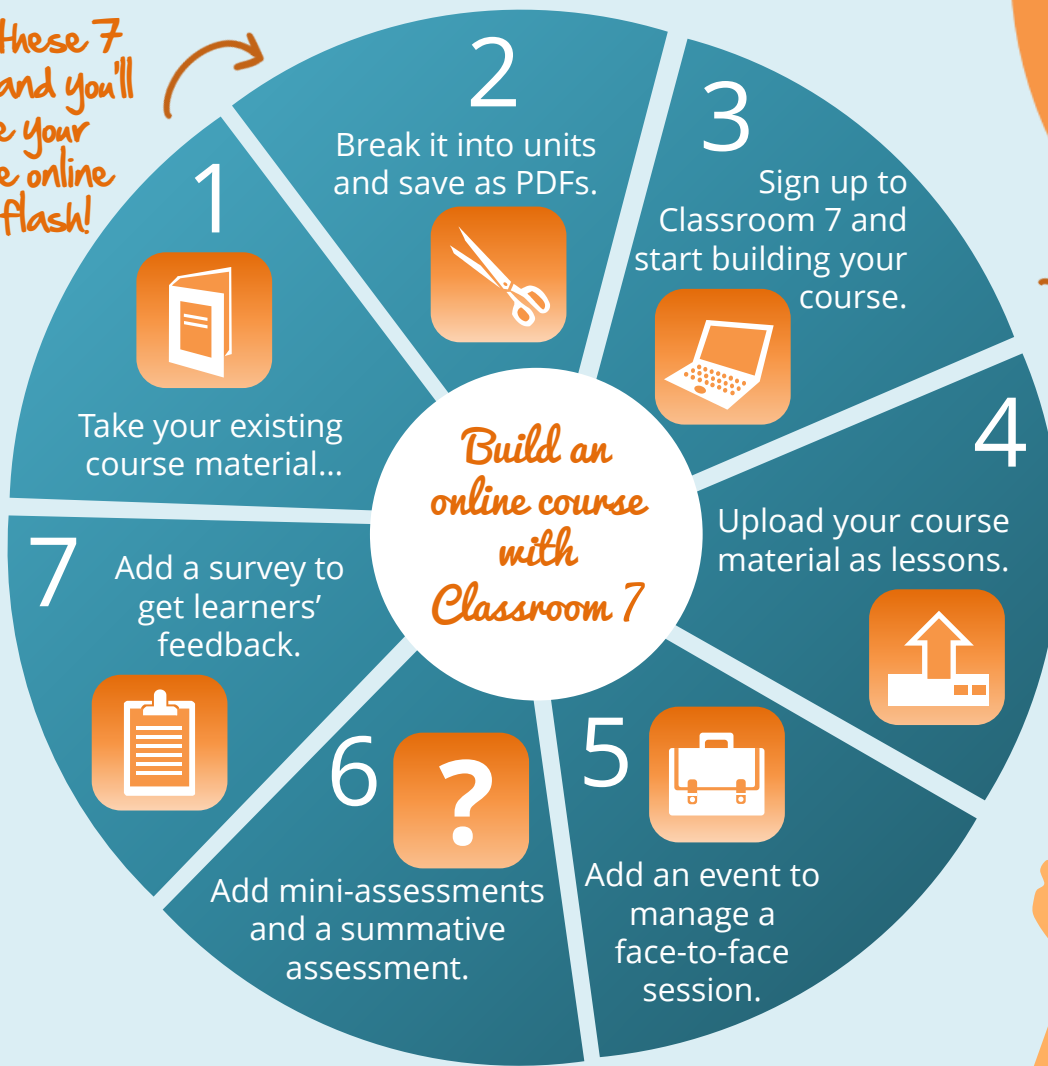 these 7
and you'll
your
online
flash!
1
Take your existing
course material...
2
Break it into units
and save as PDFs.
3
Sign up to
Classroom 7 and
start building your
course.
4
Upload your course
material as lessons.
5
Add an event to
manage a
face-to-face
session.
6
?
Add mini-assessments
and a summative
assessment.
7
Add a survey to
get learners’
feedback.
Build an
online course
with
Classroom 7